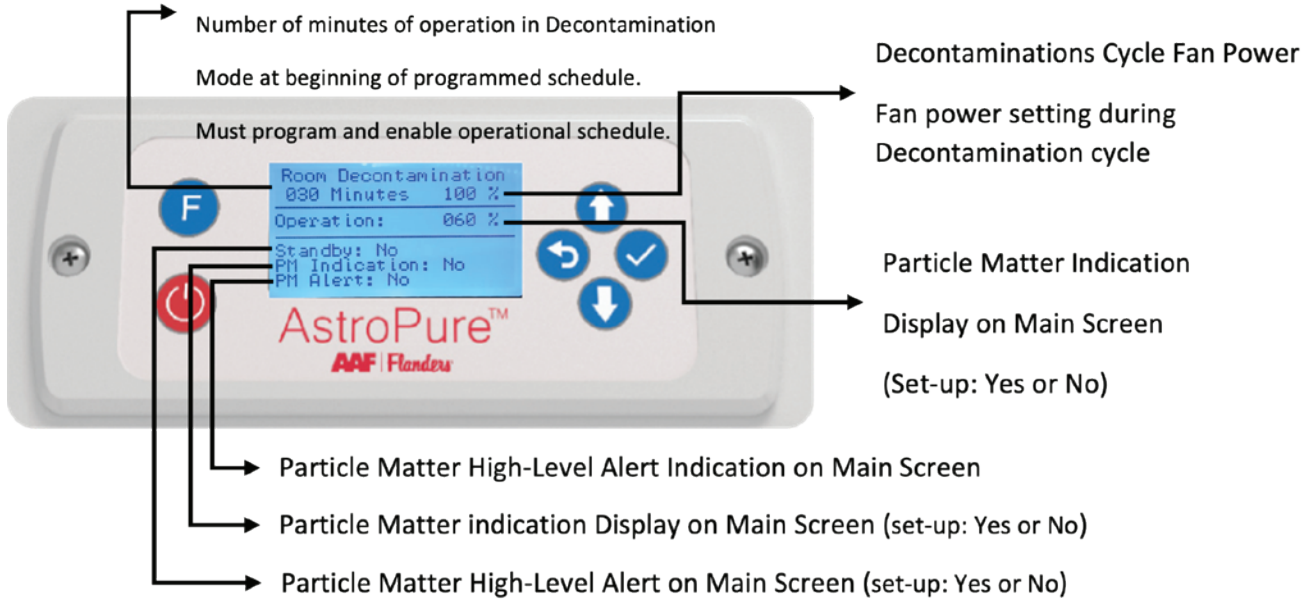 Number of minutes of operation in Decontamination
Mode at beginning of programmed schedule.
Must program and enable operational schedule.
Decontaminations Cycle Fan Power
Fan power setting during
Decontamination cycle
Room Decontamination
030 Minutes 100 %
Operation: 060 %
Standby: No
PM Indication: No
PM Alert: No
F
AstroPure™
AAF | Flanders
Particle Matter Indication
Display on Main Screen
(Set-up: Yes or No)
Particle Matter High-Level Alert Indication on Main Screen
Particle Matter indication Display on Main Screen (set-up: Yes or No)
Particle Matter High-Level Alert on Main Screen (set-up: Yes or No)